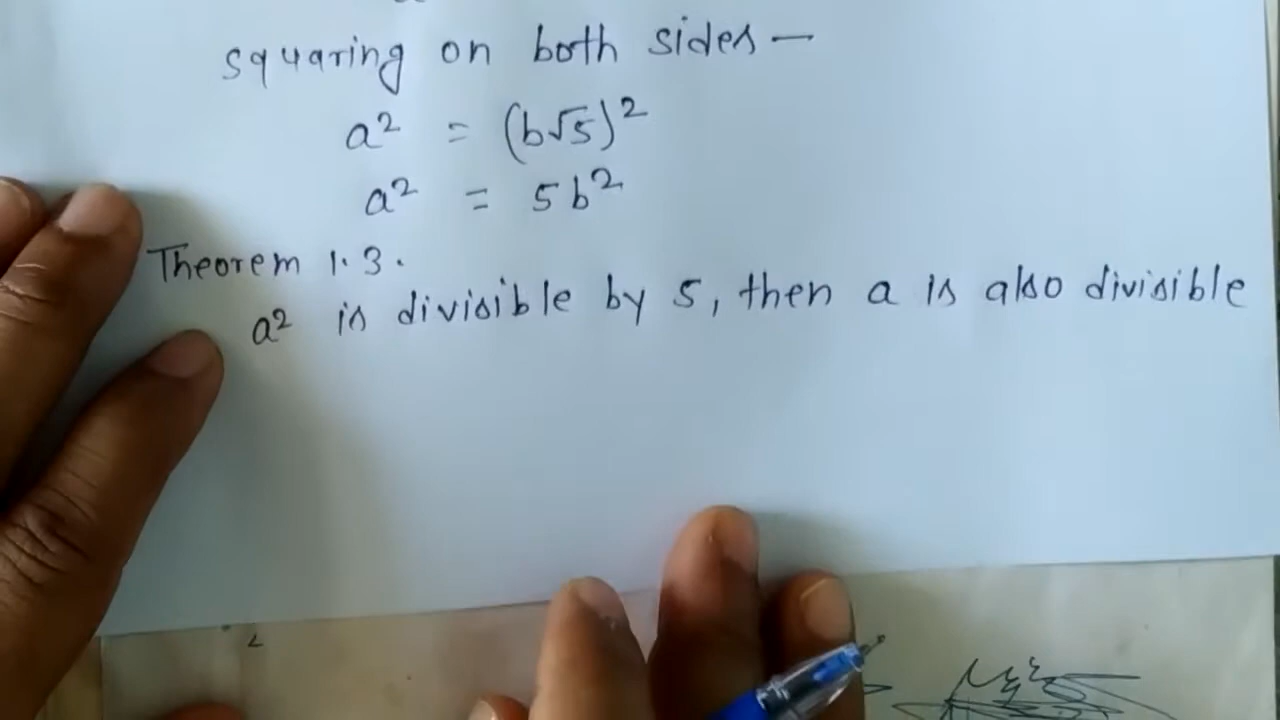 squaring on both sides —
a² = (b√5)²
a² = 5b²
Theorem 1.3.
a² is divisible by 5, then a is also divisible